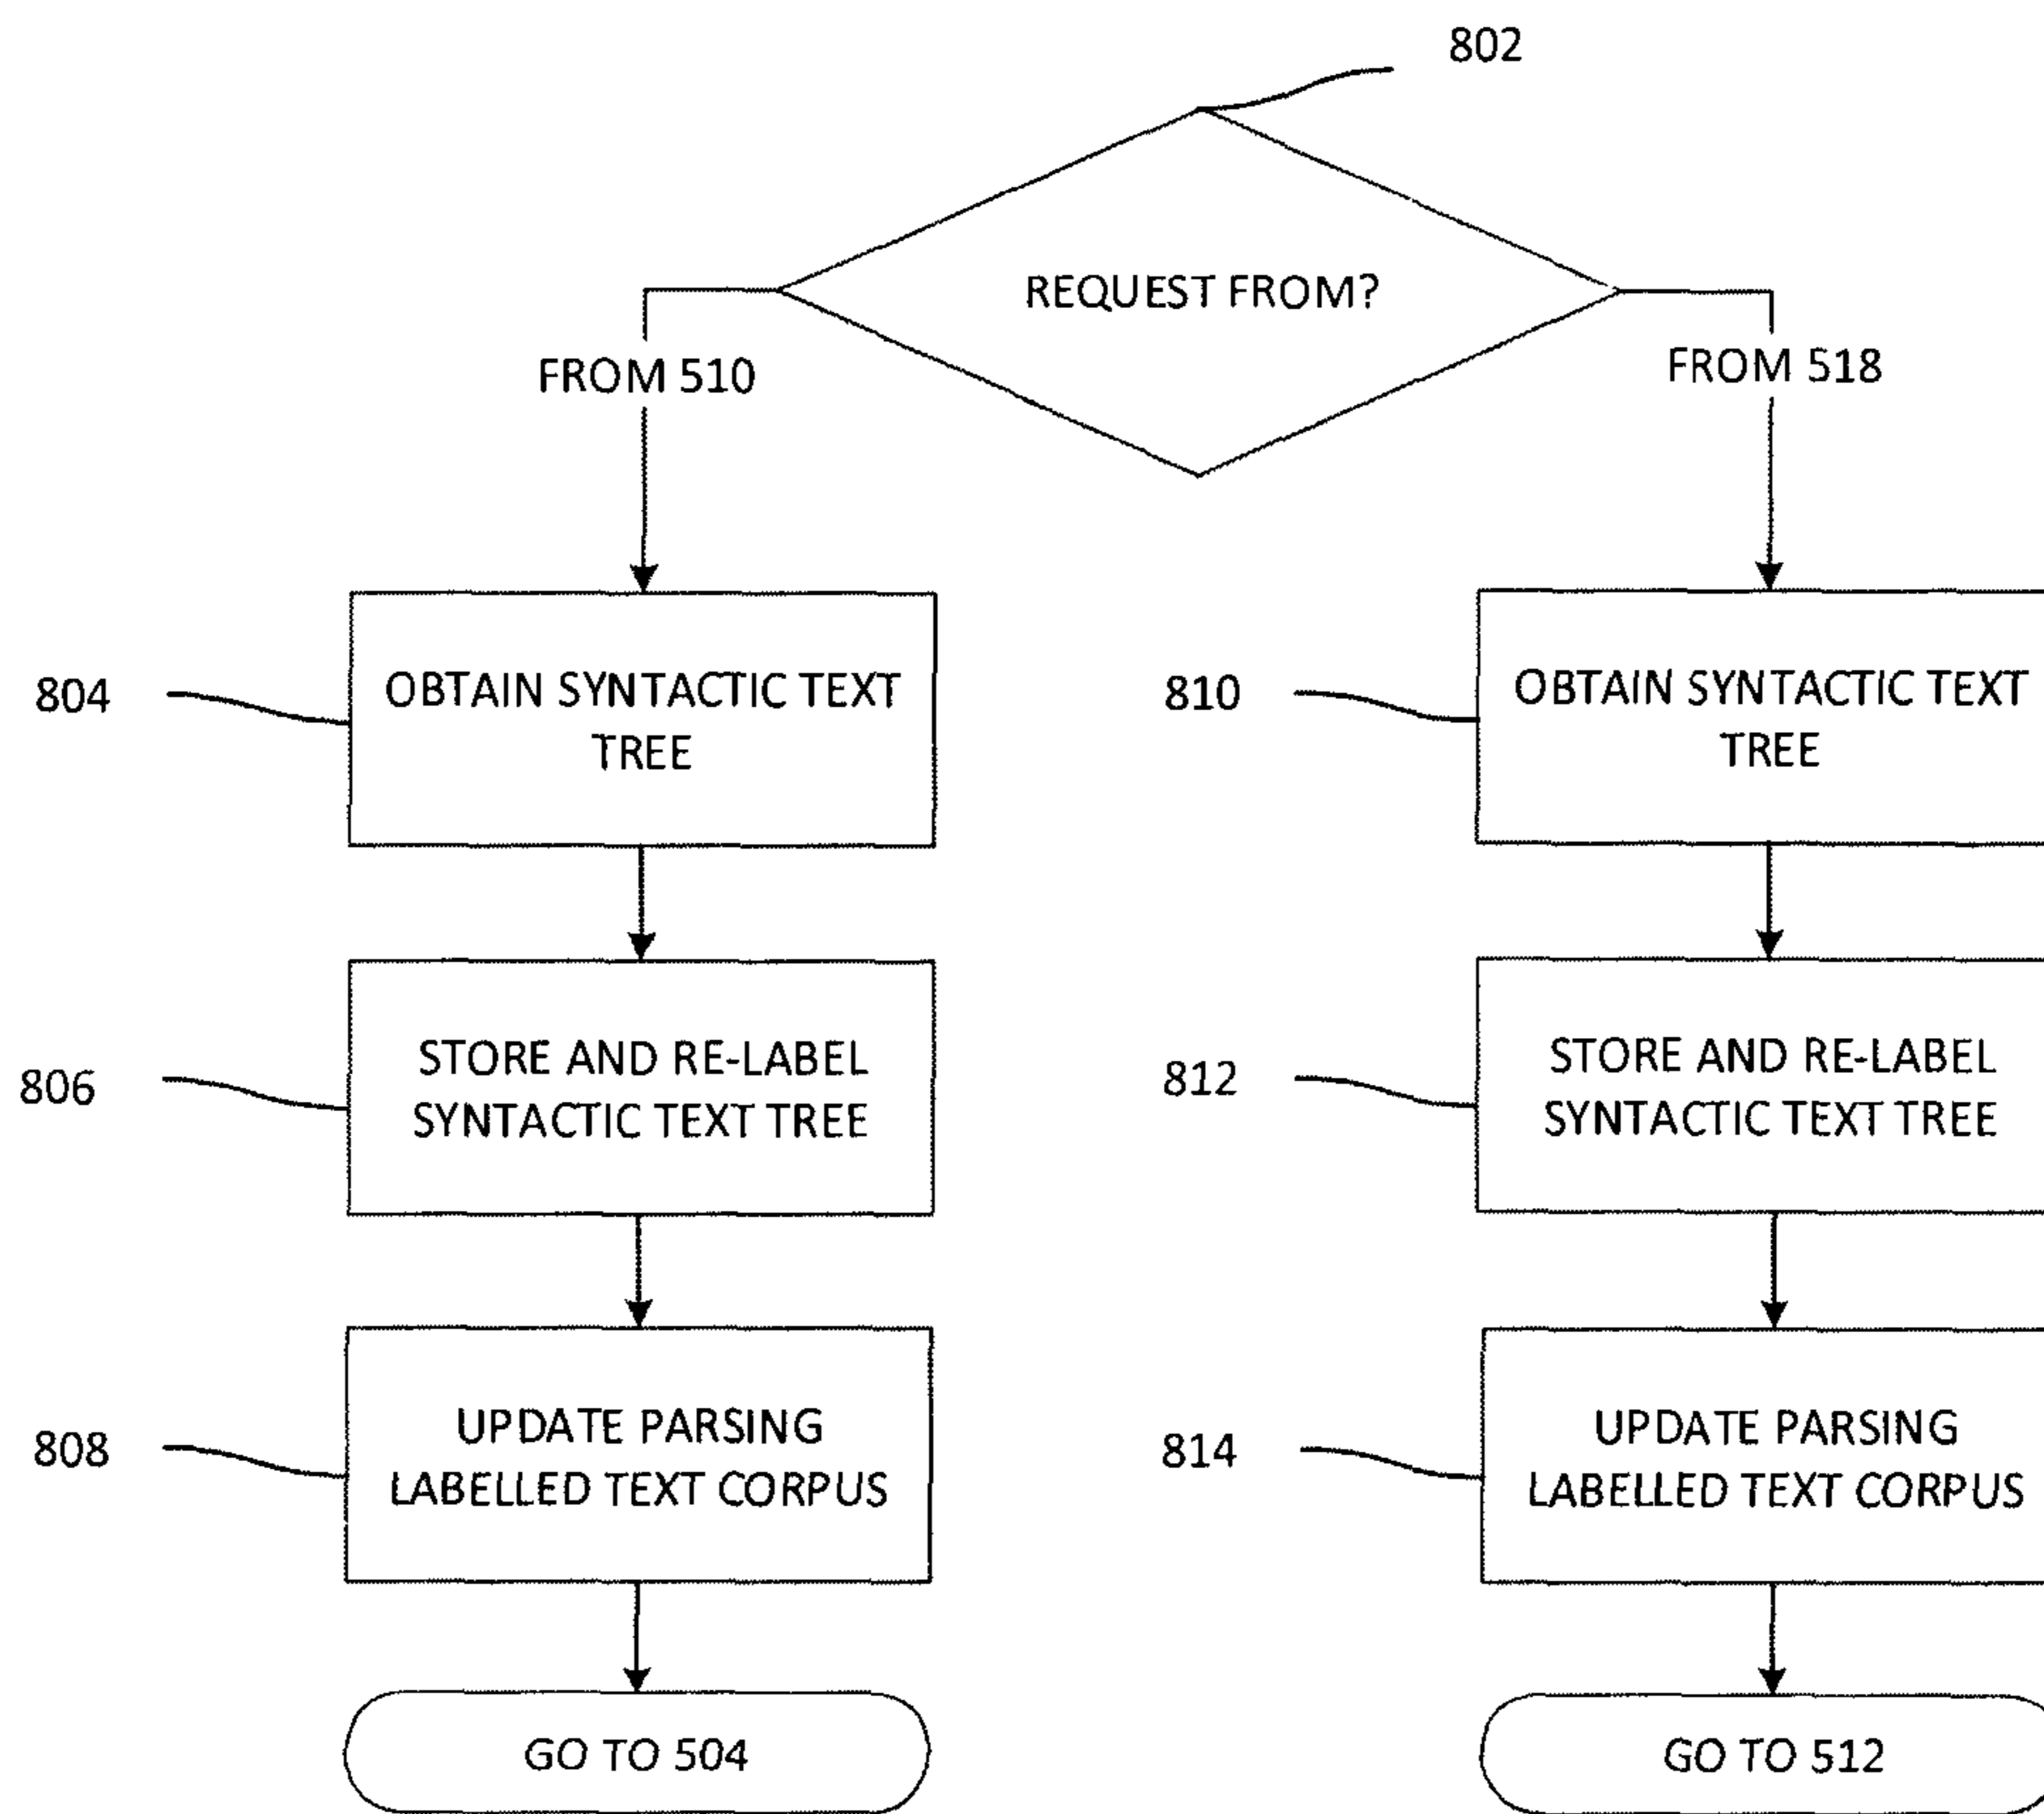 802
REQUEST FROM?
FROM 510
FROM 518
804
OBTAIN SYNTACTIC TEXT
TREE
810
OBTAIN SYNTACTIC TEXT
TREE
806
STORE AND RE-LABEL
SYNTACTIC TEXT TREE
812
STORE AND RE-LABEL
SYNTACTIC TEXT TREE
808
UPDATE PARSING
LABELLED TEXT CORPUS
814
UPDATE PARSING
LABELLED TEXT CORPUS
GO TO 504
GO TO 512